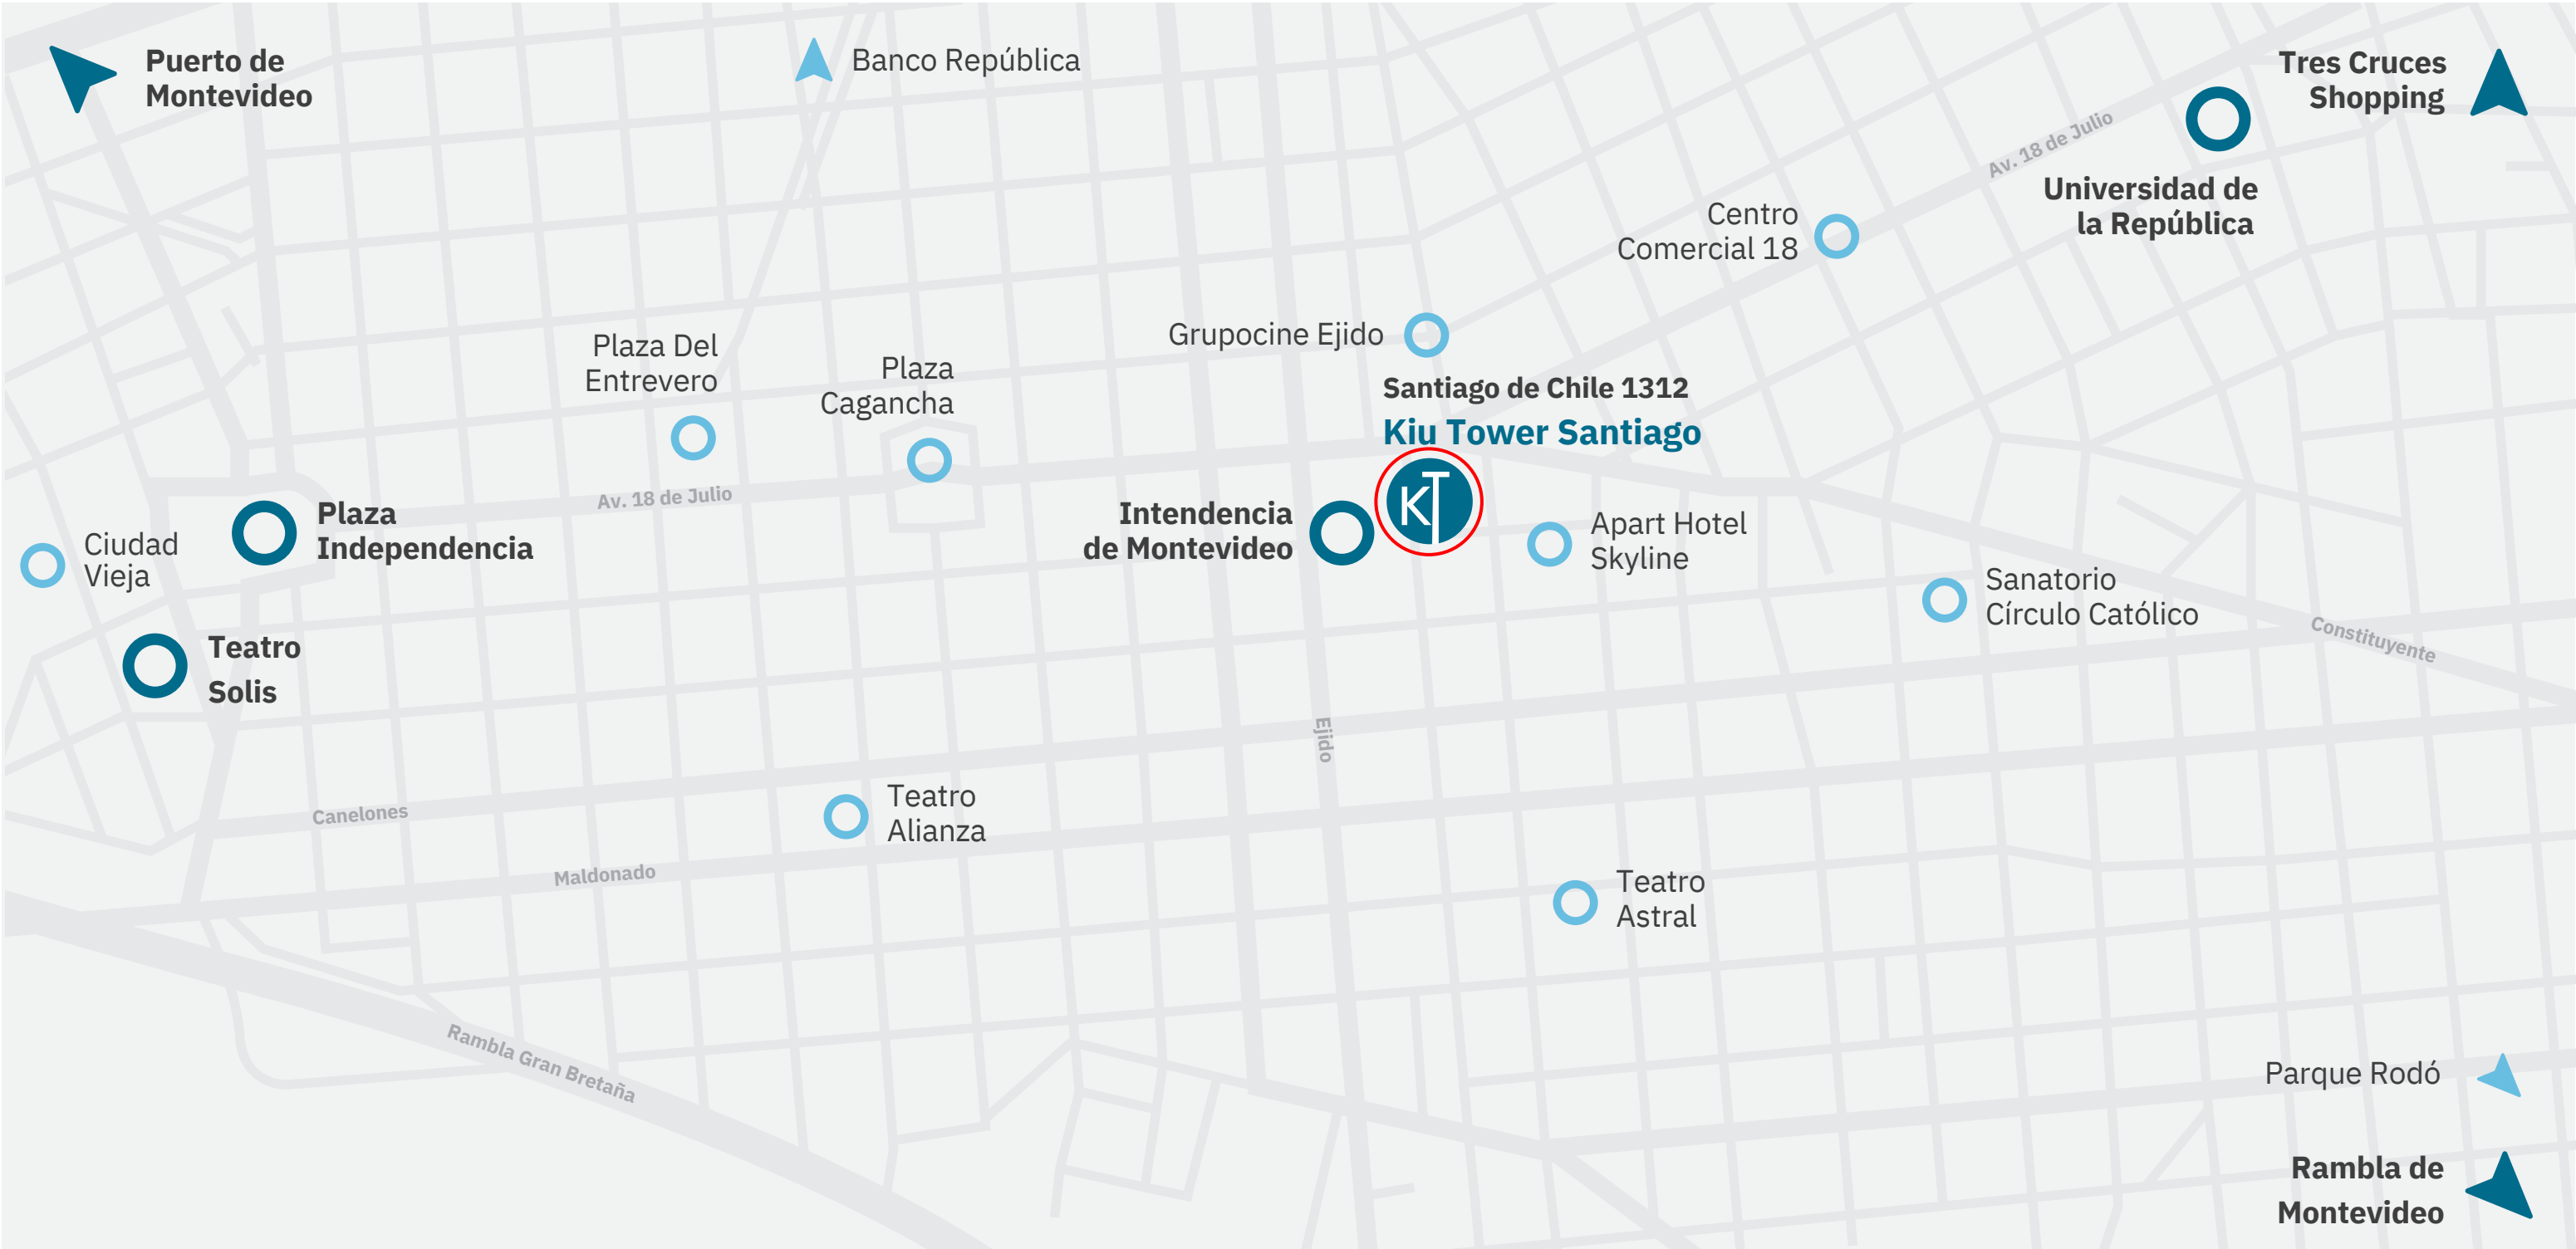 Puerto de
Montevideo
Banco República
Tres Cruces
Shopping
Av. 18 de Julio
Universidad de
la República
Centro
Comercial 18
Grupocine Ejido
Plaza Del
Entrevero
Plaza
Cagancha
Santiago de Chile 1312
Kiu Tower Santiago
KT
Av. 18 de Julio
Plaza
Independencia
Intendencia
de Montevideo
Apart Hotel
Skyline
Ciudad
Vieja
Sanatorio
Círculo Católico
Constituyente
Teatro
Solis
Ejido
Canelones
Teatro
Alianza
Maldonado
Teatro
Astral
Rambla Gran Bretaña
Parque Rodó
Rambla de
Montevideo